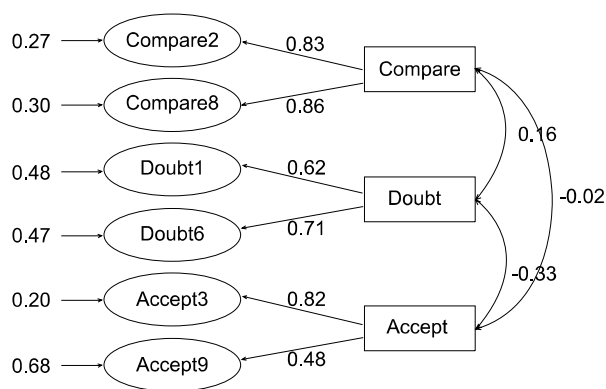 0.27 Compare2 0.83
Compare
0.30 Compare8 0.86
0.16
0.48 Doubt1 0.62
Doubt -0.02
0.47 Doubt6 0.71
-0.33
0.20 Accept3 0.82
Accept
0.68 Accept9 0.48